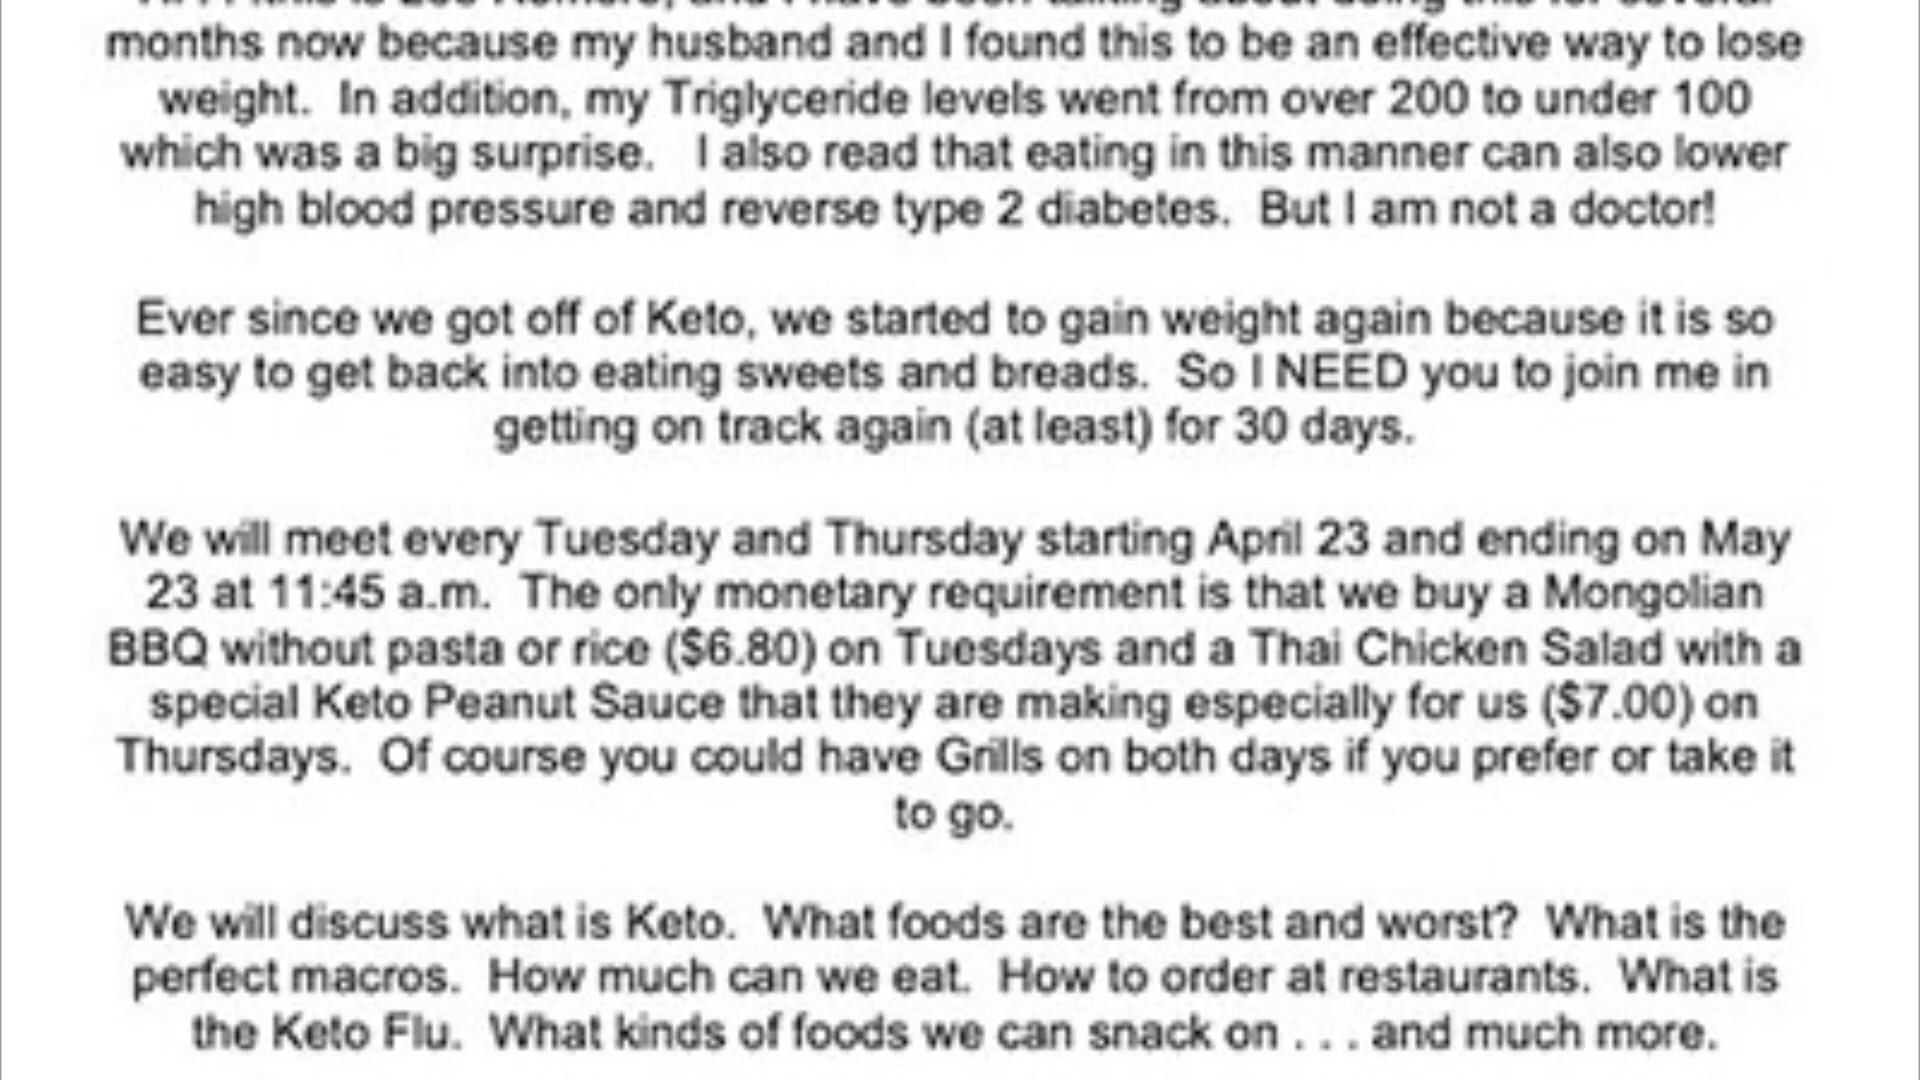 this is
months now because my husband and I found this to be an effective way to lose
weight. In addition, my Triglyceride levels went from over 200 to under 100
which was a big surprise. I also read that eating in this manner can also lower
high blood pressure and reverse type 2 diabetes. But I am not a doctor!
Ever since we got off of Keto, we started to gain weight again because it is so
easy to get back into eating sweets and breads. So I NEED you to join me in
getting on track again (at least) for 30 days.
We will meet every Tuesday and Thursday starting April 23 and ending on May
23 at 11:45 a.m. The only monetary requirement is that we buy a Mongolian
BBQ without pasta or rice ($6.80) on Tuesdays and a Thai Chicken Salad with a
special Keto Peanut Sauce that they are making especially for us ($7.00) on
Thursdays. Of course you could have Grills on both days if you prefer or take it
to go.
We will discuss what is Keto. What foods are the best and worst? What is the
perfect macros. How much can we eat. How to order at restaurants. What is
the Keto Flu. What kinds of foods we can snack on . . . and much more.